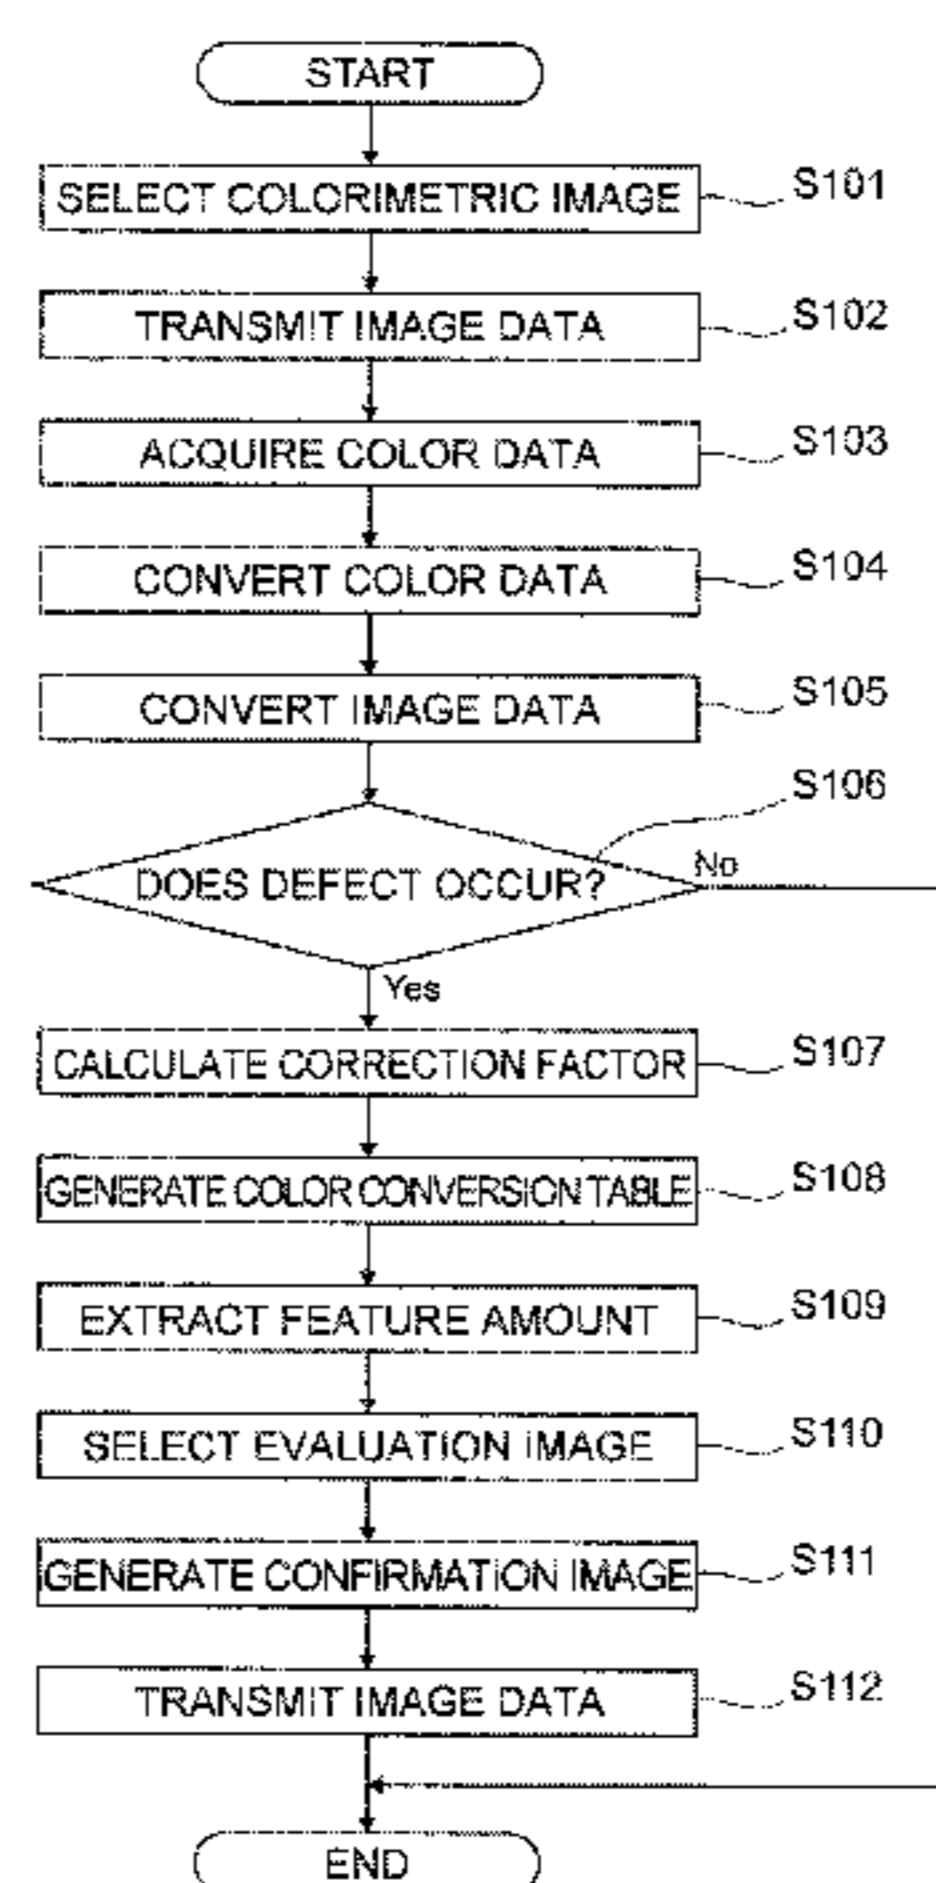 START
SELECT COLORIMETRIC IMAGE
S101
TRANSMIT IMAGE DATA
S102
ACQUIRE COLOR DATA
S103
CONVERT COLOR DATA
S104
CONVERT IMAGE DATA
S105
S106
DOES DEFECT OCCUR?
No
Yes
CALCULATE CORRECTION FACTOR
S107
GENERATE COLOR CONVERSION TABLE
S108
EXTRACT FEATURE AMOUNT
S109
SELECT EVALUATION IMAGE
S110
GENERATE CONFIRMATION IMAGE
S111
TRANSMIT IMAGE DATA
S112
END